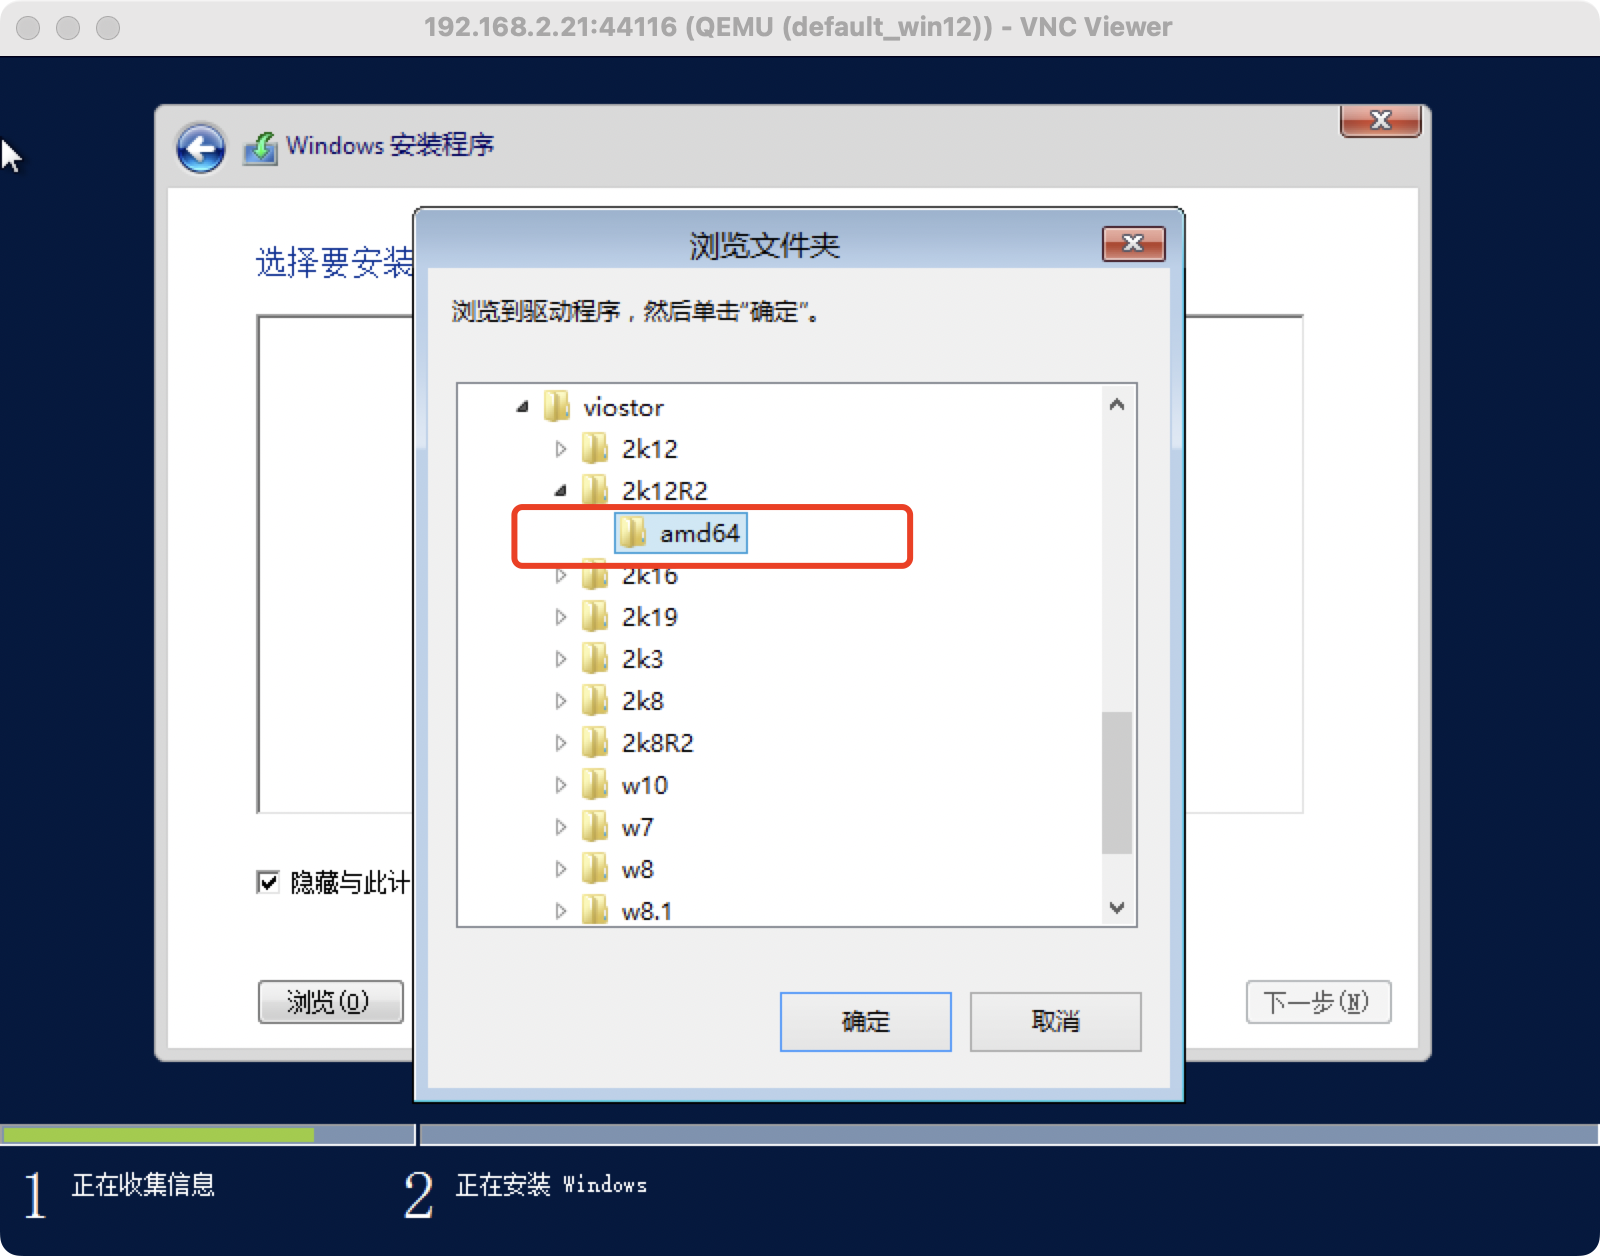 192.168.2.21:44116 (QEMU (default_win12)) - VNC Viewer
Windows 安装程序
选择要安装
浏览文件夹
浏览到驱动程序，然后单击“确定”。
viostor
2k12
2k12R2
amd64
2k16
2k19
2k3
2k8
2k8R2
w10
w7
w8
w8.1
隐藏与此计
浏览(O)
确定
取消
下一步(N)
1 正在收集信息
2 正在安装 Windows